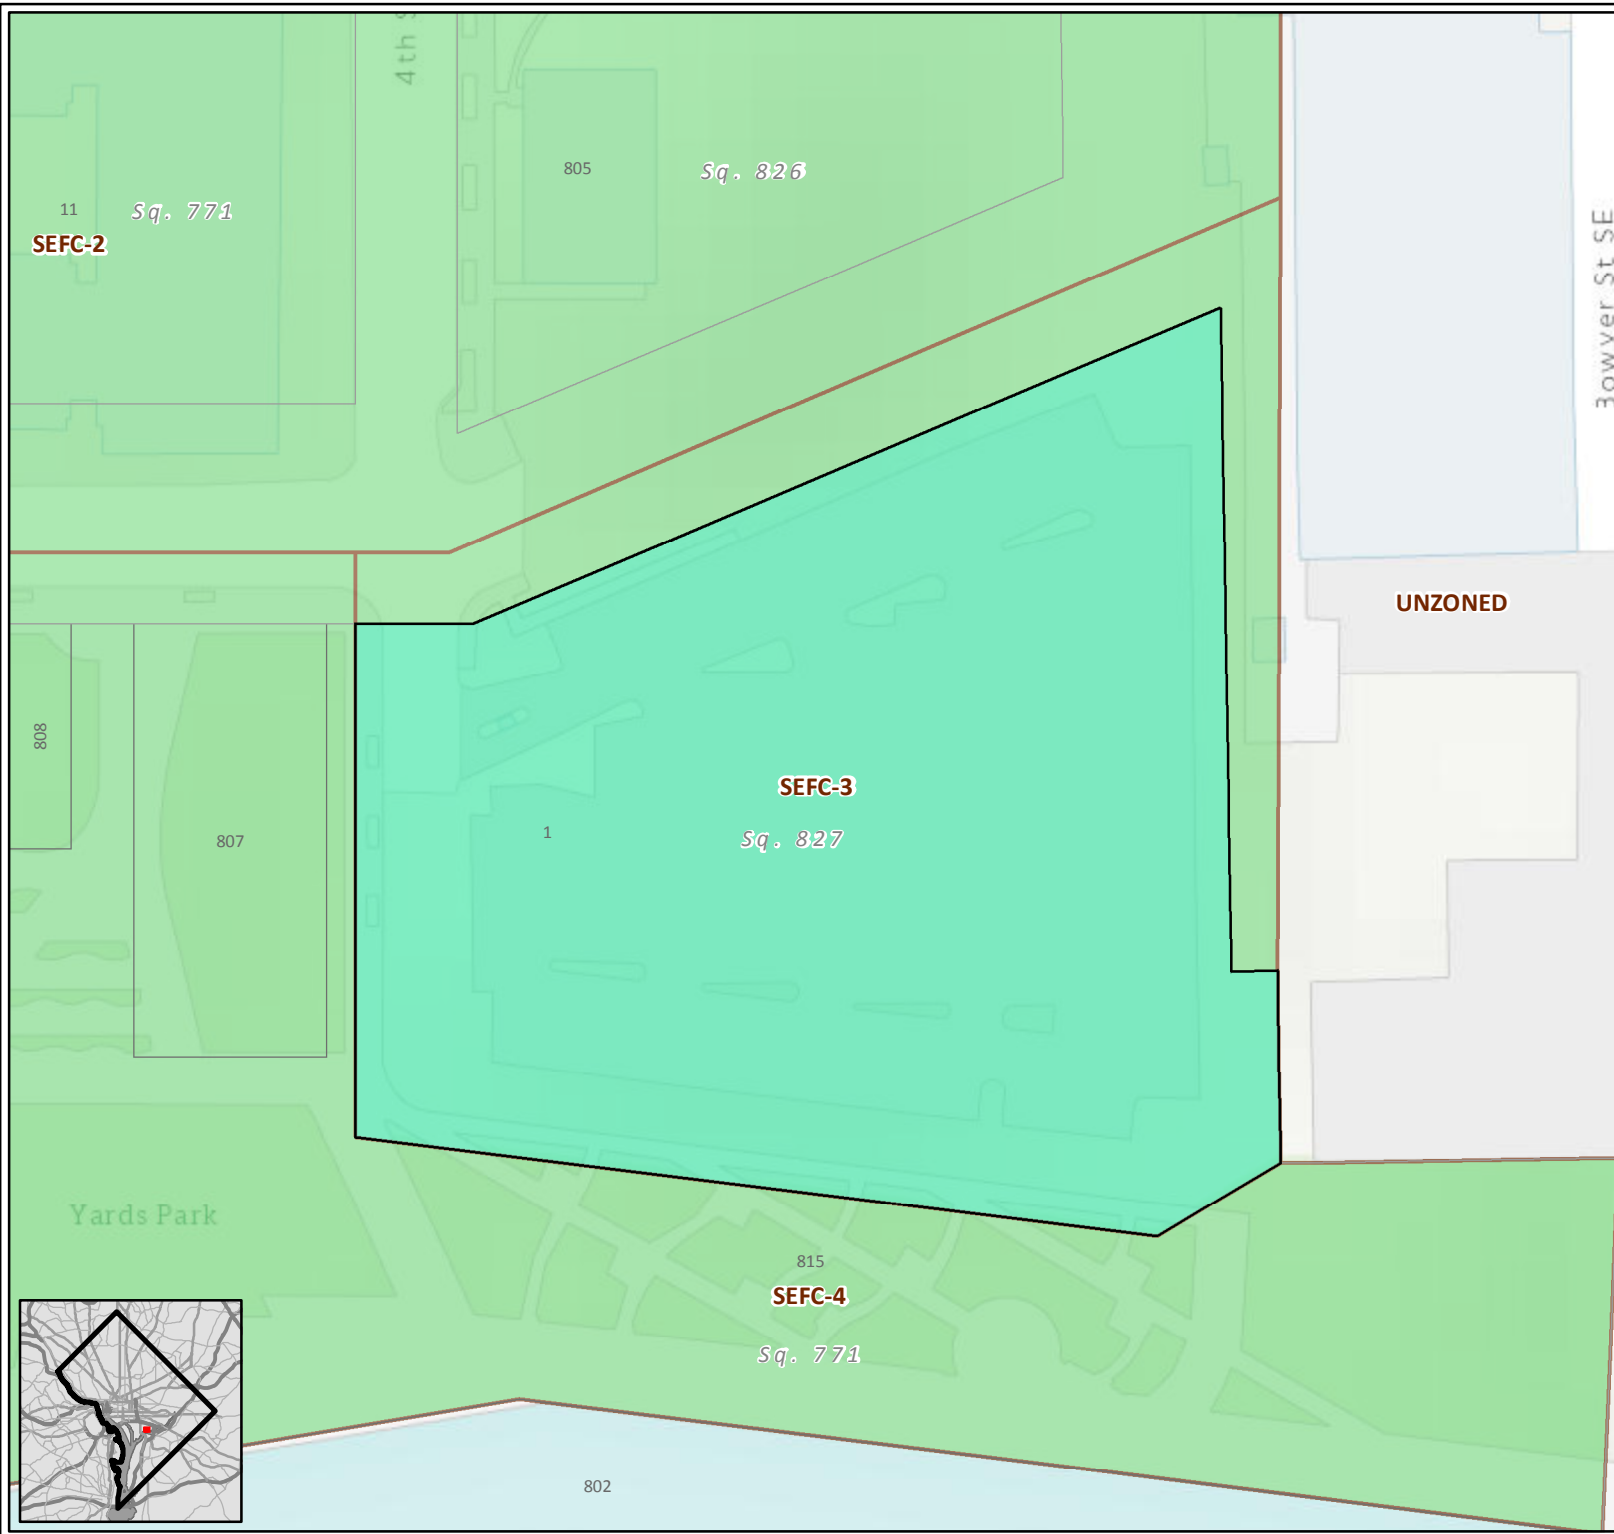 4th S
805
Sq. 826
11
Sq. 771
SEFC-2
Bowyer St SE
UNZONED
808
807
SEFC-3
1
Sq. 827
Yards Park
815
SEFC-4
Sq. 771
802